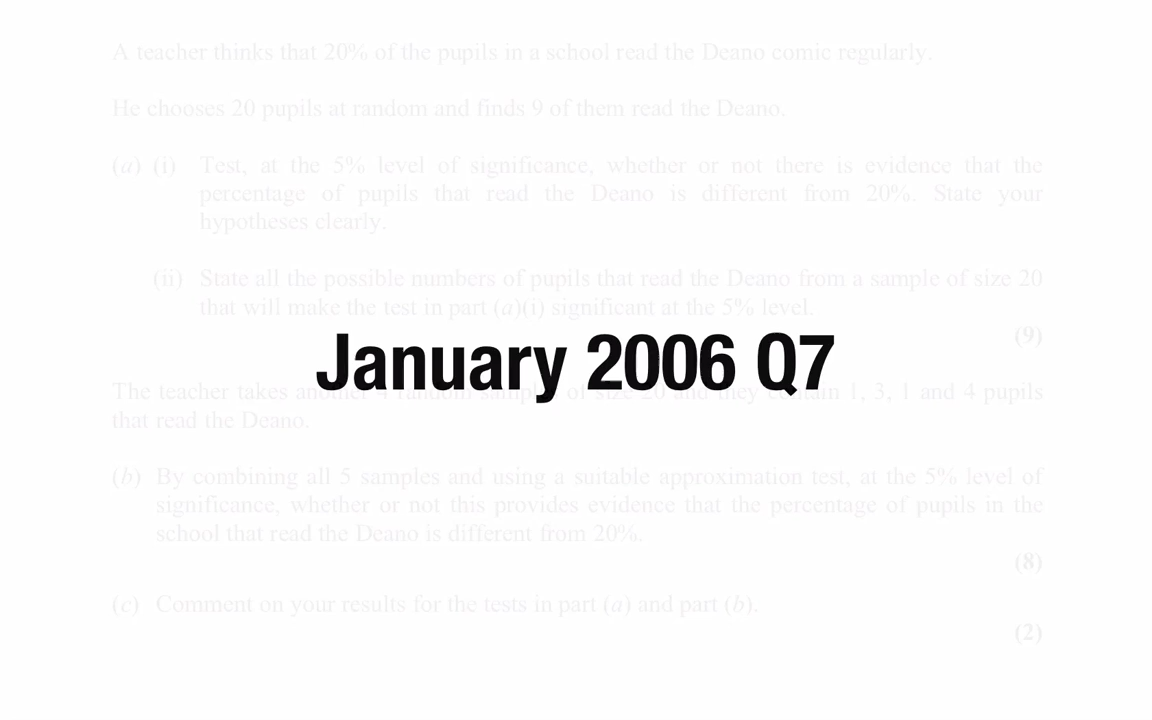 A teacher thinks that 20% of the pupils in a school read the Deano comic regularly.
He chooses 20 pupils at random and finds 9 of them read the Deano.
(a) (i) Test, at the 5% level of significance, whether or not there is evidence that the
percentage of pupils that read the Deano is different from 20%. State your
hypotheses clearly.
(ii) State all the possible numbers of pupils that read the Deano from a sample of size 20
that will make the test in part (a)(i) significant at the 5% level.
(9)
January 2006 Q7
The teacher takes another 4 random samples of size 20 and they contain 1, 3, 1 and 4 pupils
that read the Deano.
(b) By combining all 5 samples and using a suitable approximation test, at the 5% level of
significance, whether or not this provides evidence that the percentage of pupils in the
school that read the Deano is different from 20%.
(8)
(c) Comment on your results for the tests in part (a) and part (b).
(2)